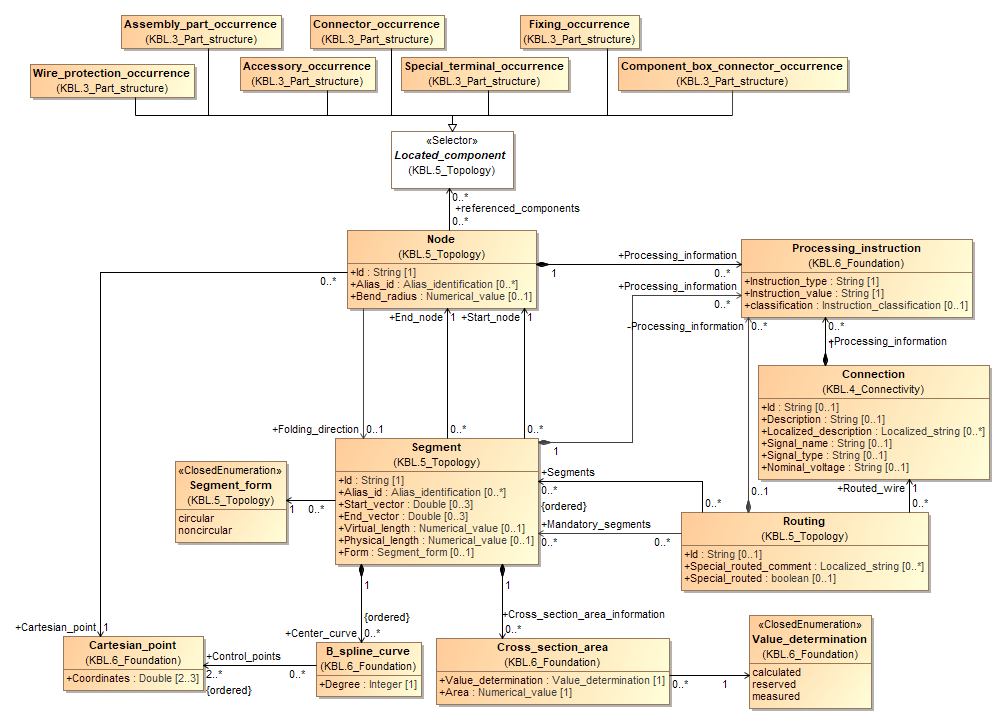 Assembly_part_occurrence
(KBL.3_Part_structure)
Connector_occurrence
(KBL.3_Part_structure)
Fixing_occurrence
(KBL.3_Part_structure)
Wire_protection_occurrence
(KBL.3_Part_structure)
Accessory_occurrence
(KBL.3_Part_structure)
Special_terminal_occurrence
(KBL.3_Part_structure)
Component_box_connector_occurrence
(KBL.3_Part_structure)
«Selector»
Located_component
(KBL.5_Topology)
0..*
+referenced_components
0..*
Node
(KBL.5_Topology)
+Id : String [1]
+Alias_id : Alias_identification [0..*]
+Bend_radius : Numerical_value [0..1]
0..*
1
+Processing_information
0..*
+Processing_information
0..*
-Processing_information
0..*
Processing_instruction
(KBL.6_Foundation)
+Instruction_type : String [1]
+Instruction_value : String [1]
+classification : Instruction_classification [0..1]
0..*
+Processing_information
1
+End_node
1
+Start_node
1
Connection
(KBL.4_Connectivity)
+Id : String [0..1]
+Description : String [0..1]
+Localized_description : Localized_string [0..*]
+Signal_name : String [0..1]
+Signal_type : String [0..1]
+Nominal_voltage : String [0..1]
+Folding_direction
0..1
0..*
0..*
Segment
(KBL.5_Topology)
+Id : String [1]
+Alias_id : Alias_identification [0..*]
+Start_vector : Double [0..3]
+End_vector : Double [0..3]
+Virtual_length : Numerical_value [0..1]
+Physical_length : Numerical_value [0..1]
+Form : Segment_form [0..1]
1
«ClosedEnumeration»
Segment_form
(KBL.5_Topology)
circular
noncircular
1
0..*
+Segments
0..*
{ordered}
0..*
+Mandatory_segments
0..*
0..*
0..1
+Routed_wire
1
0..*
Routing
(KBL.5_Topology)
+Id : String [0..1]
+Special_routed_comment : Localized_string [0..*]
+Special_routed : boolean [0..1]
1
{ordered}
+Center_curve
0..*
1
+Cross_section_area_information
0..*
+Cartesian_point
1
Cartesian_point
(KBL.6_Foundation)
+Coordinates : Double [2..3]
+Control_points
2..*
{ordered}
0..*
B_spline_curve
(KBL.6_Foundation)
+Degree : Integer [1]
Cross_section_area
(KBL.6_Foundation)
+Value_determination : Value_determination [1]
+Area : Numerical_value [1]
0..*
1
«ClosedEnumeration»
Value_determination
(KBL.6_Foundation)
calculated
reserved
measured